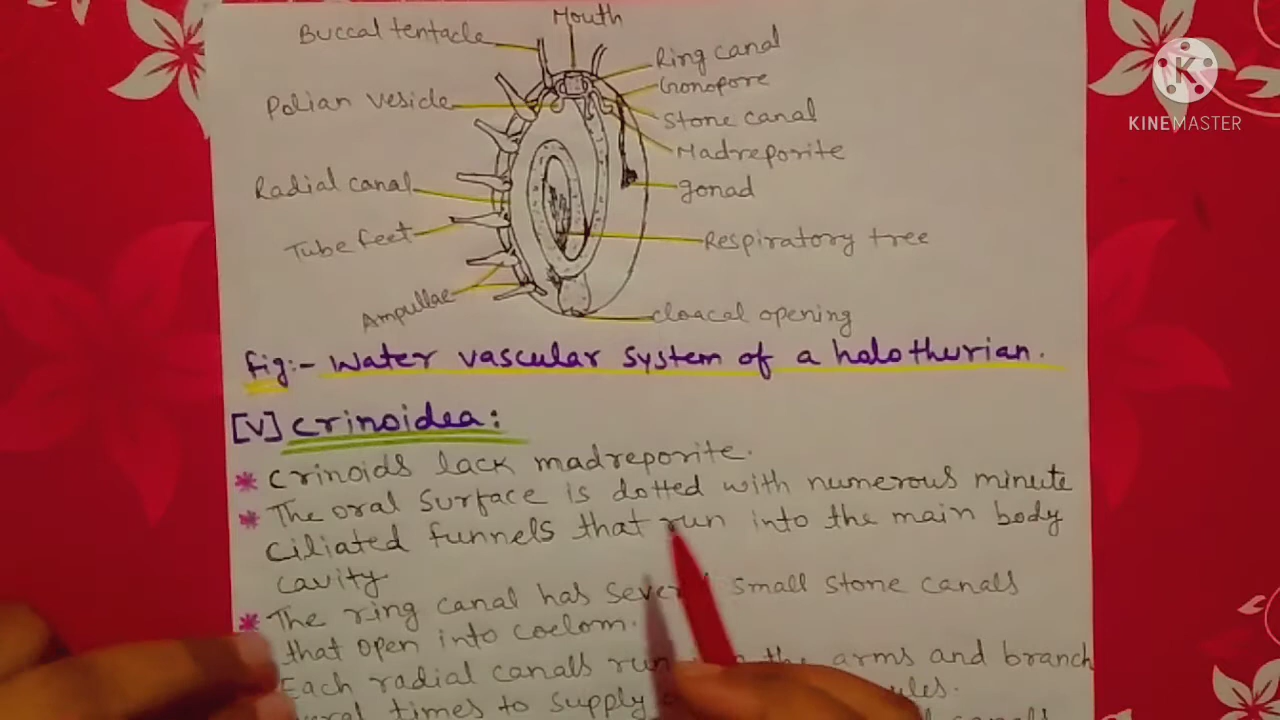 Mouth
Buccal tentacle
Ring canal
Gonopore
Polian vesicle
Stone canal
Madreporite
Radial canal
gonad
Tube feet
Respiratory tree
Ampullae
cloacal opening
fig:- Water vascular system of a holothurian.
[V] Crinoidea:
* Crinoids lack madreporite.
* The oral surface is dotted with numerous minute
ciliated funnels that run into the main body
cavity
* The ring canal has several small stone canals
that open into coelom.
Each radial canals run the arms and branch
times to supply
KINEMASTER